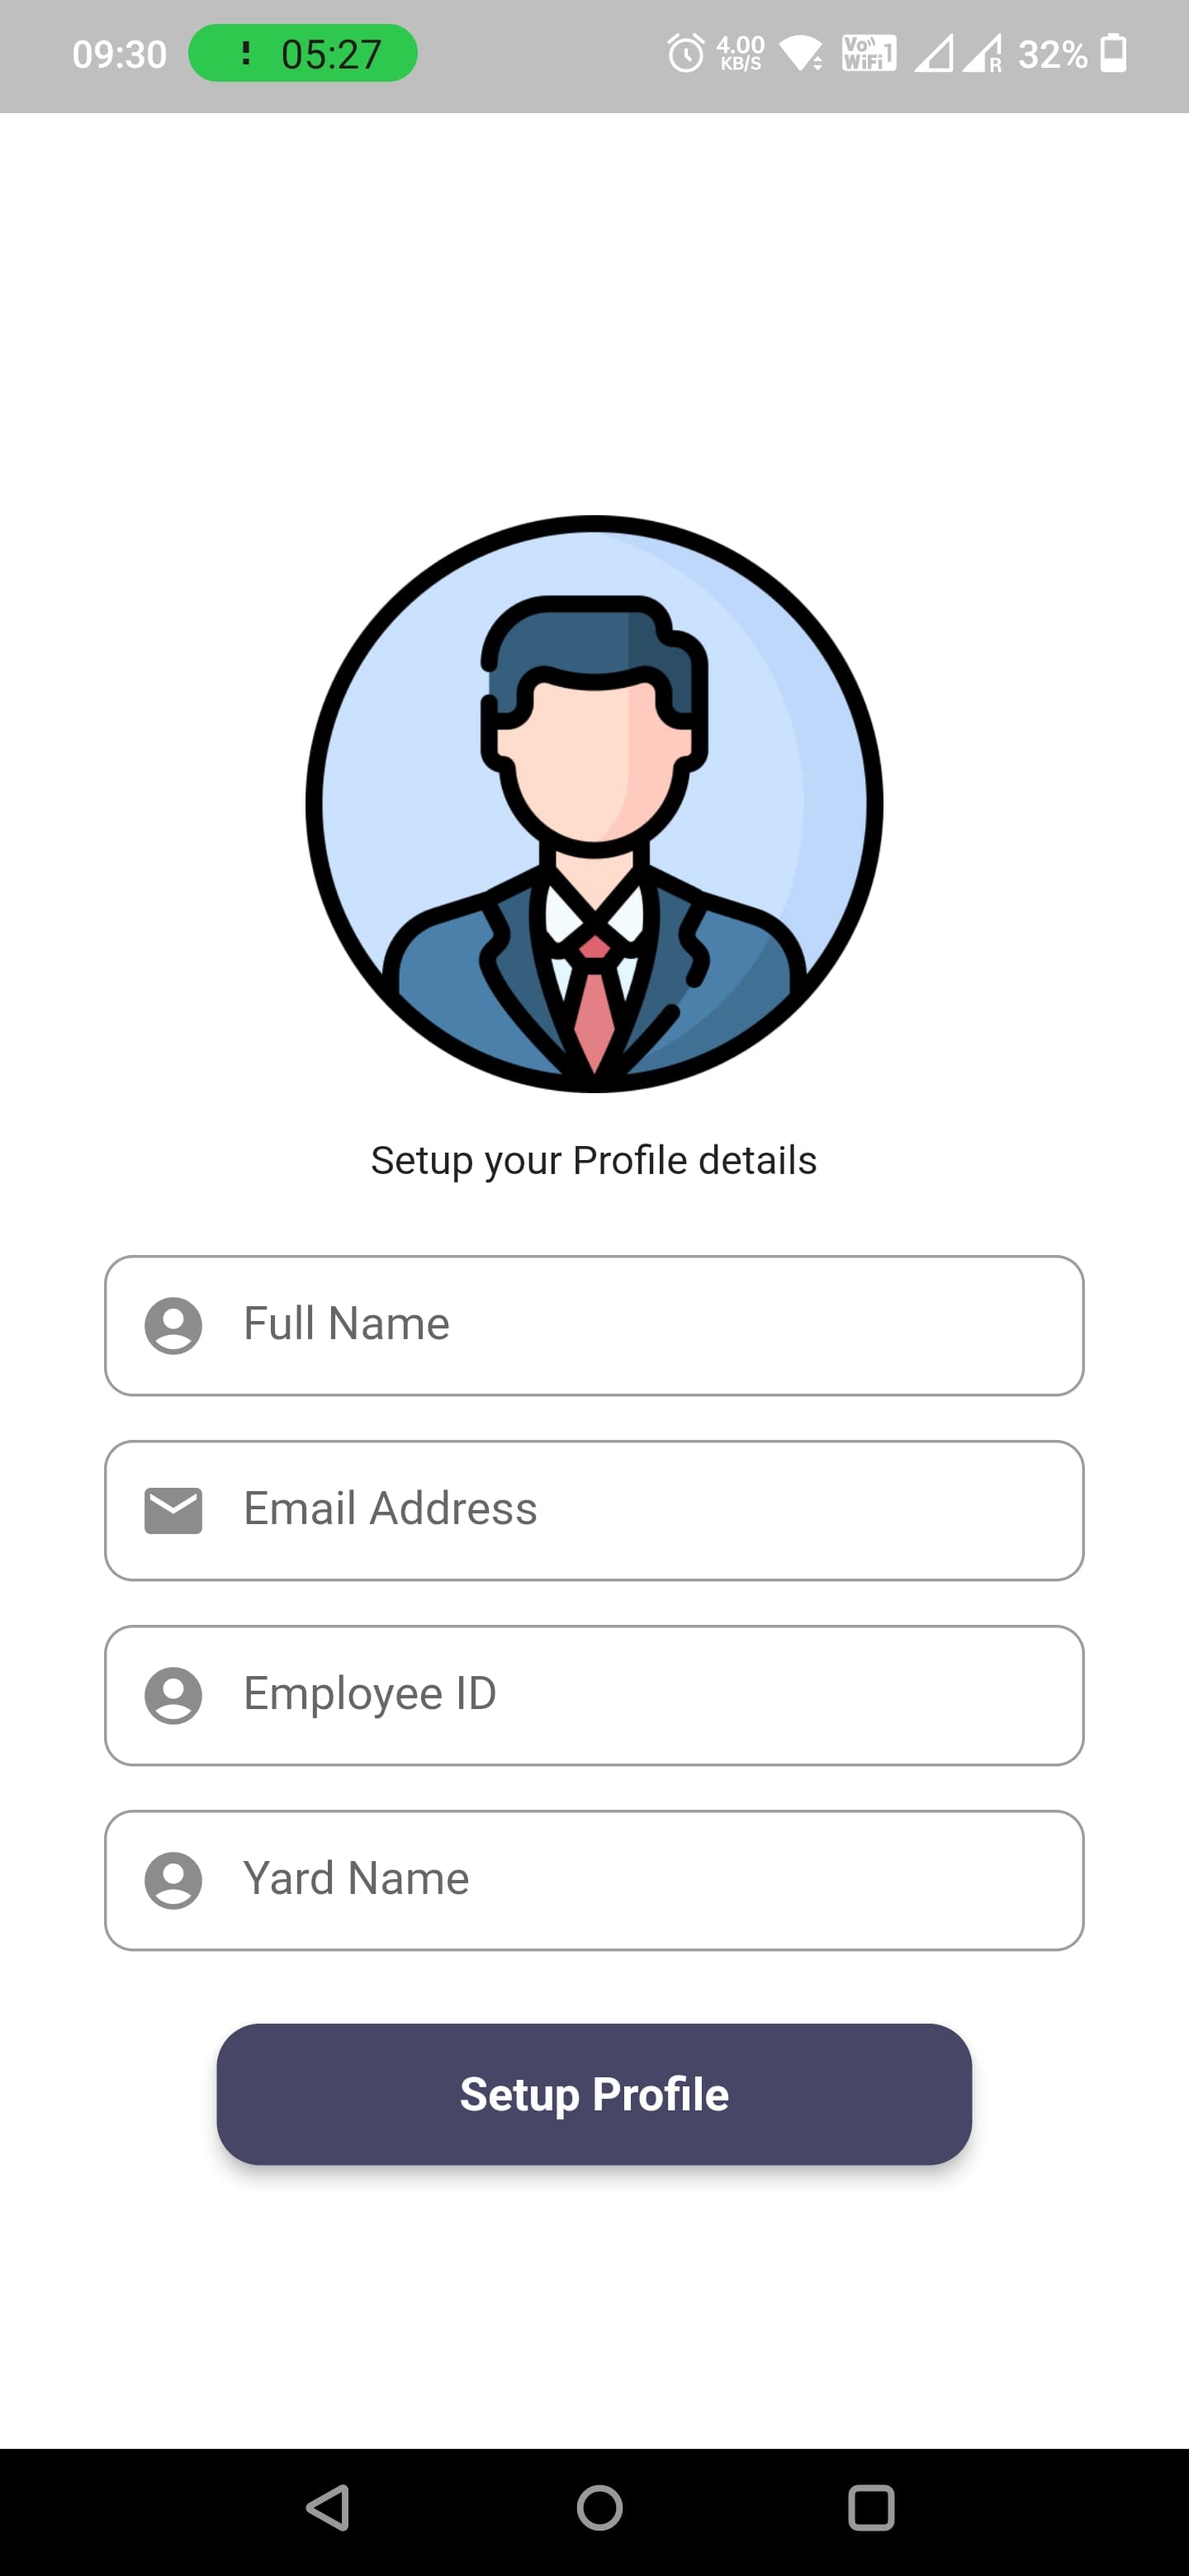 09:30 ! 05:27 4.00 KB/S Vo WiFi 1 R 32%
Setup your Profile details
Full Name
Email Address
Employee ID
Yard Name
Setup Profile